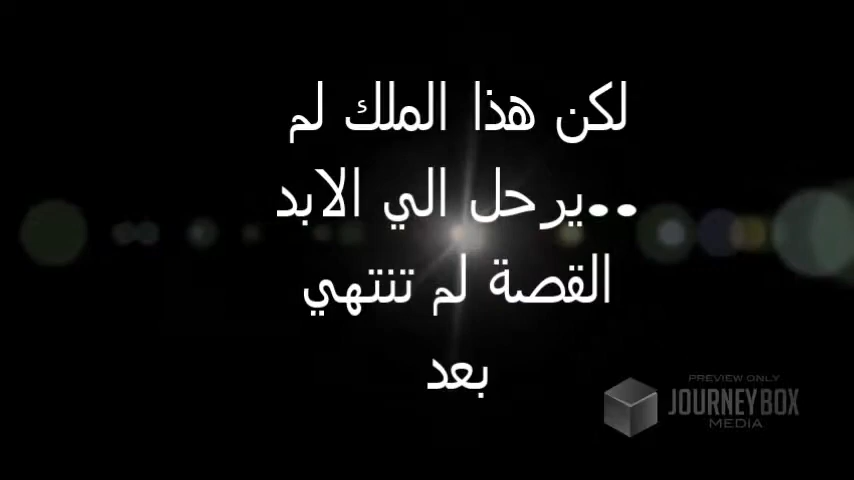 لكن هذا الملك لم
..يرحل الي الابد
القصة لم تنتهي
بعد
PREVIEW ONLY
JOURNEYBOX
MEDIA